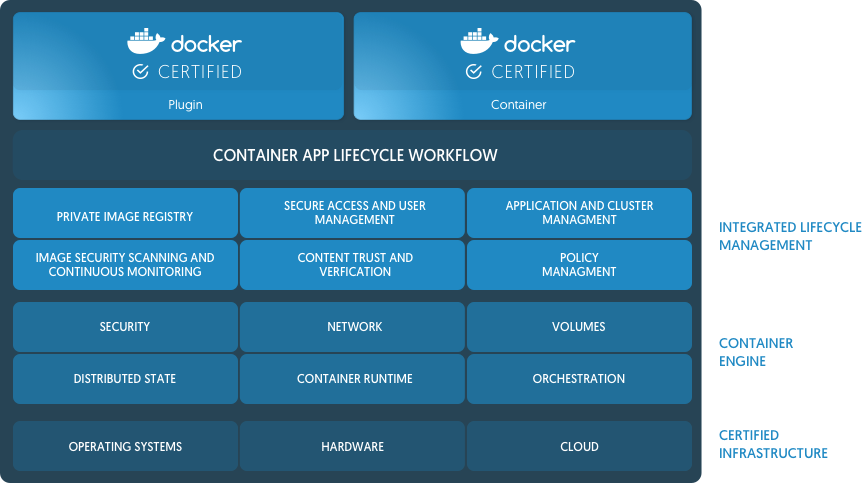 docker
CERTIFIED
Plugin
docker
CERTIFIED
Container
CONTAINER APP LIFECYCLE WORKFLOW
PRIVATE IMAGE REGISTRY
SECURE ACCESS AND USER
MANAGEMENT
APPLICATION AND CLUSTER
MANAGMENT
IMAGE SECURITY SCANNING AND
CONTINUOUS MONITORING
CONTENT TRUST AND
VERFICATION
POLICY
MANAGMENT
INTEGRATED LIFECYCLE
MANAGEMENT
SECURITY
NETWORK
VOLUMES
DISTRIBUTED STATE
CONTAINER RUNTIME
ORCHESTRATION
CONTAINER
ENGINE
OPERATING SYSTEMS
HARDWARE
CLOUD
CERTIFIED
INFRASTRUCTURE